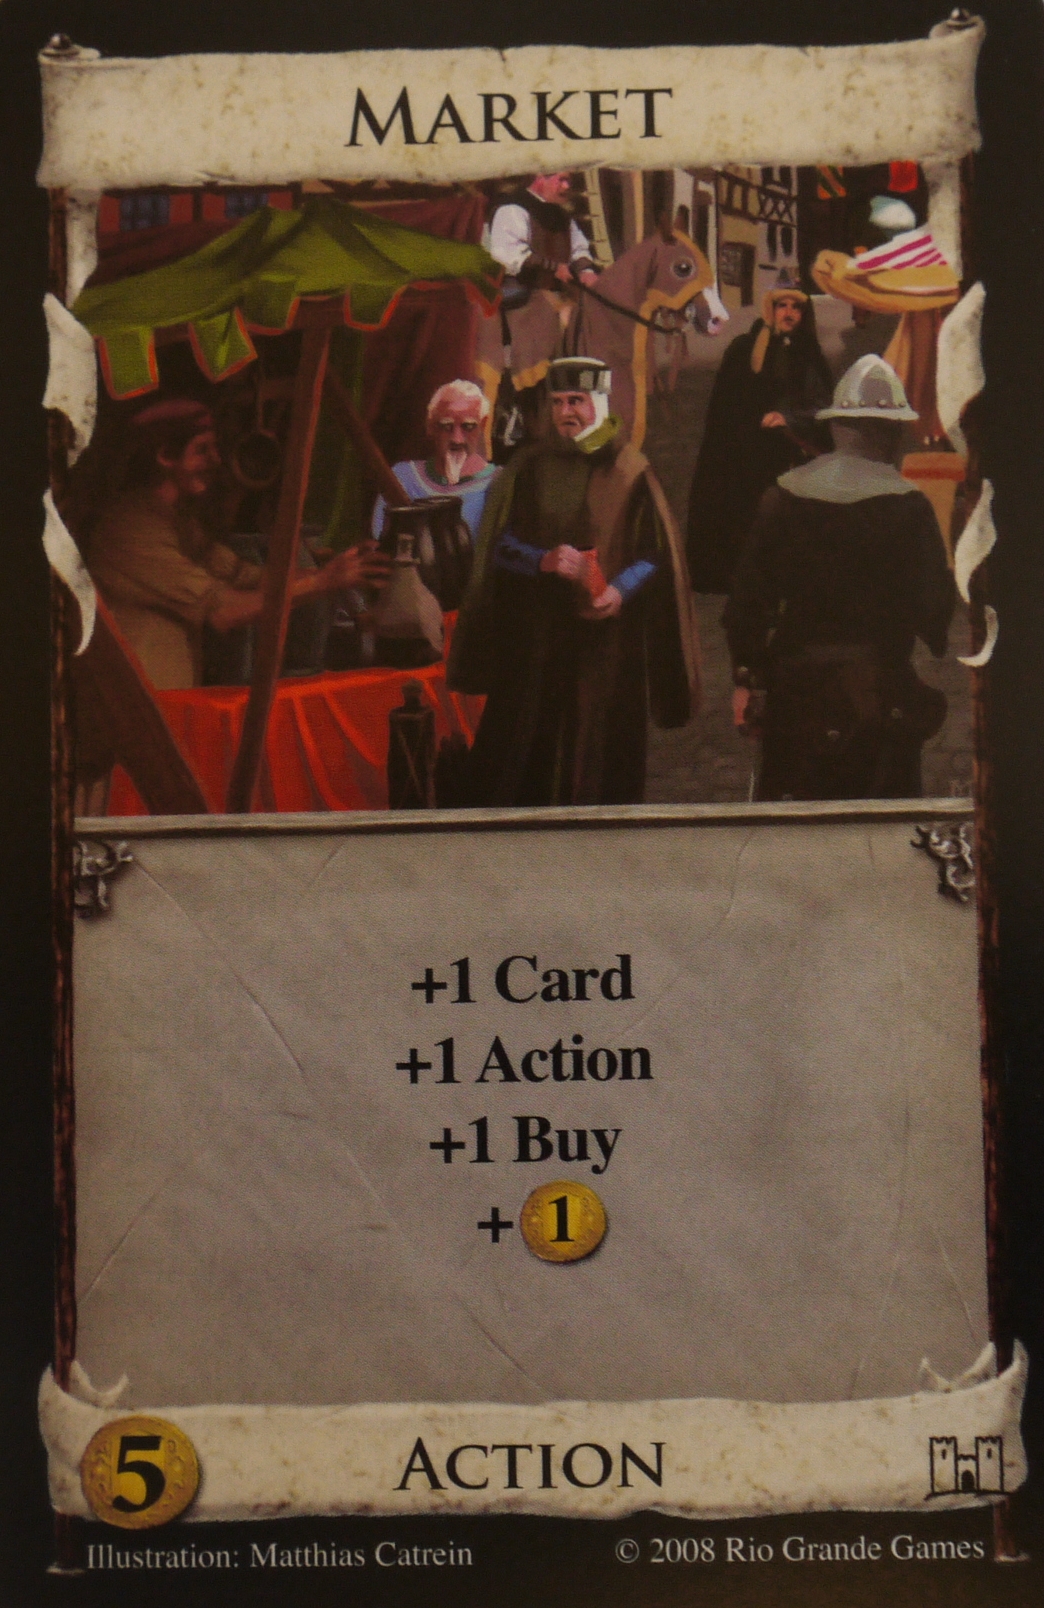 MARKET
+1 Card
+1 Action
+1 Buy
+ 1
5 ACTION
Illustration: Matthias Catrein © 2008 Rio Grande Games